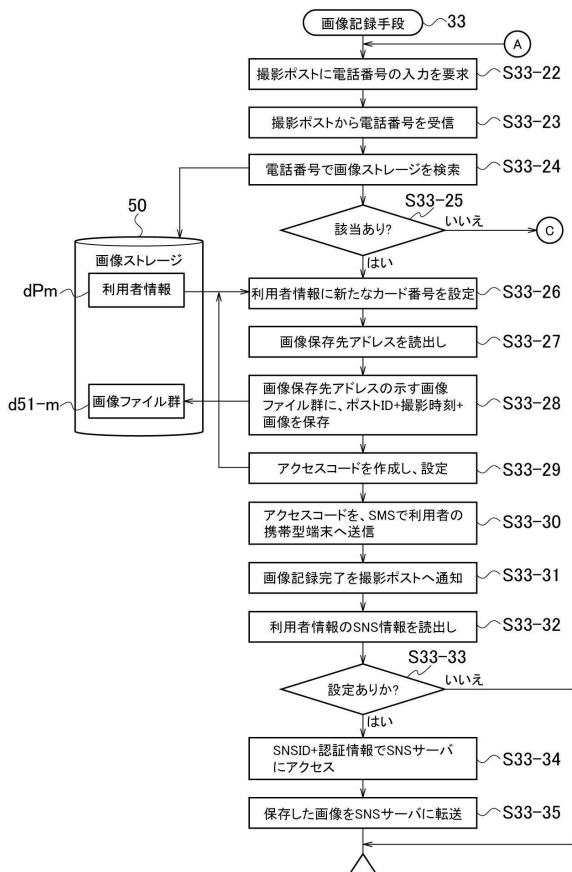 画像記録手段
33
A
撮影ポストに電話番号の入力を要求
S33-22
撮影ポストから電話番号を受信
S33-23
電話番号で画像ストレージを検索
S33-24
50
S33-25
該当あり?
いいえ
C
はい
画像ストレージ
dPm
利用者情報
利用者情報に新たなカード番号を設定
S33-26
画像保存先アドレスを読出し
S33-27
d51-m
画像ファイル群
画像保存先アドレスの示す画像
ファイル群に、ポストID+撮影時刻+
画像を保存
S33-28
アクセスコードを作成し、設定
S33-29
アクセスコードを、SMSで利用者の
携帯型端末へ送信
S33-30
画像記録完了を撮影ポストへ通知
S33-31
利用者情報のSNS情報を読出し
S33-32
S33-33
設定ありか?
いいえ
はい
SNSID+認証情報でSNSサーバ
にアクセス
S33-34
保存した画像をSNSサーバに転送
S33-35